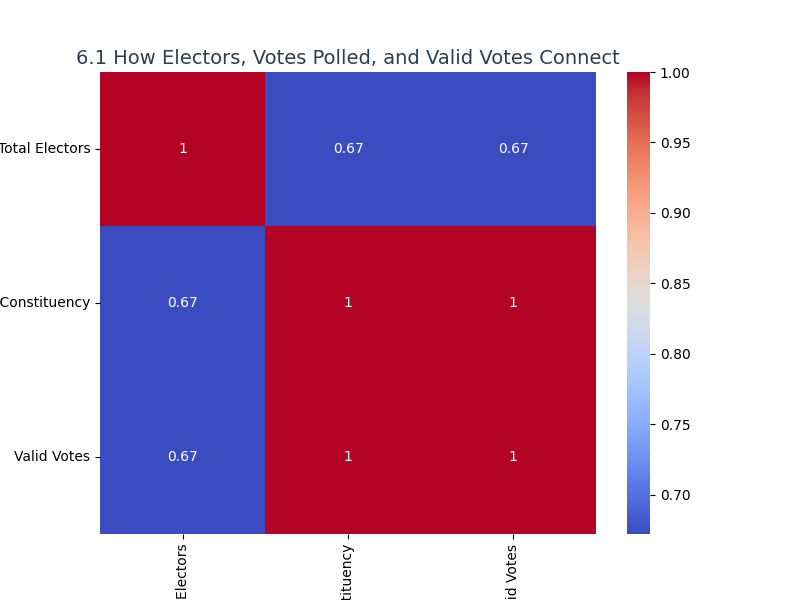 6.1 How Electors, Votes Polled, and Valid Votes Connect
Total Electors
1
0.67
0.67
Constituency
0.67
1
1
Valid Votes
0.67
1
1
Electors
tituency
id Votes
1.00
0.95
0.90
0.85
0.80
0.75
0.70